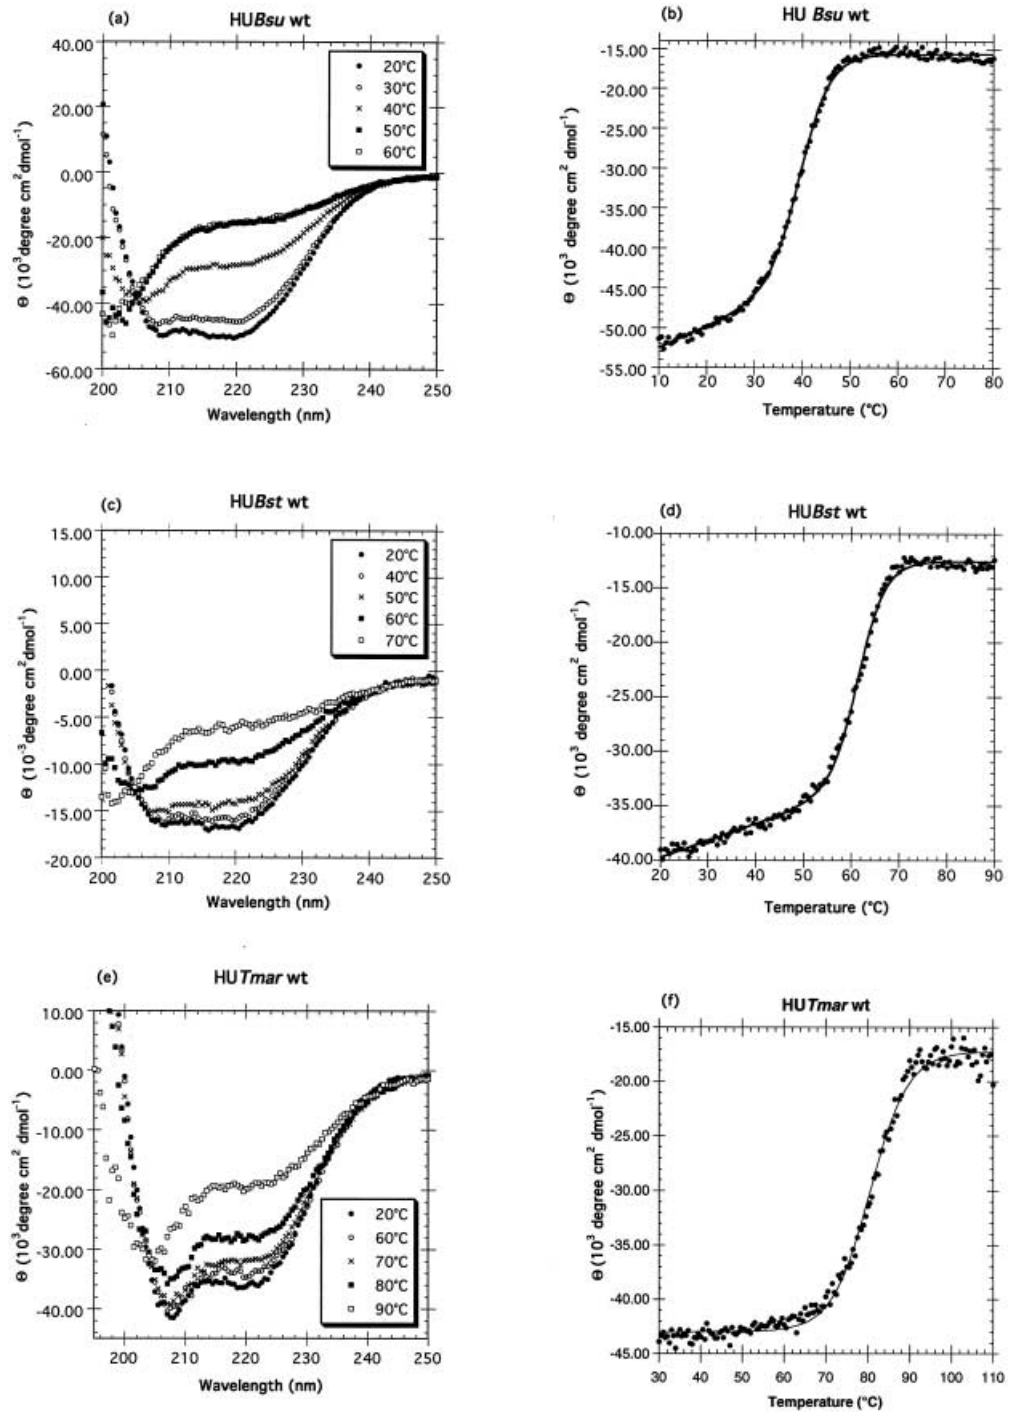 (a)
HUBsu wt
40.00
20.00
0.00
-20.00
-40.00
-60.00
200 210 220 230 240 250
Θ (10³degree cm² dmol⁻¹)
Wavelength (nm)
20°C
30°C
40°C
50°C
60°C
(b)
HU Bsu wt
-15.00
-20.00
-25.00
-30.00
-35.00
-40.00
-45.00
-50.00
-55.00
10 20 30 40 50 60 70 80
Θ (10³ degree cm² dmol⁻¹)
Temperature (°C)
(c)
HUBst wt
15.00
10.00
5.00
0.00
-5.00
-10.00
-15.00
-20.00
200 210 220 230 240 250
Θ (10⁻³degree cm²dmol⁻¹)
Wavelength (nm)
20°C
40°C
50°C
60°C
70°C
(d)
HUBst wt
-10.00
-15.00
-20.00
-25.00
-30.00
-35.00
-40.00
20 30 40 50 60 70 80 90
Θ (10³ degree cm² dmol⁻¹)
Temperature (°C)
(e)
HUTmar wt
10.00
0.00
-10.00
-20.00
-30.00
-40.00
200 210 220 230 240 250
Θ (10³degree cm² dmol⁻¹)
Wavelength (nm)
20°C
60°C
70°C
80°C
90°C
(f)
HUTmar wt
-15.00
-20.00
-25.00
-30.00
-35.00
-40.00
-45.00
30 40 50 60 70 80 90 100 110
Θ (10³ degree cm² dmol⁻¹)
Temperature (°C)